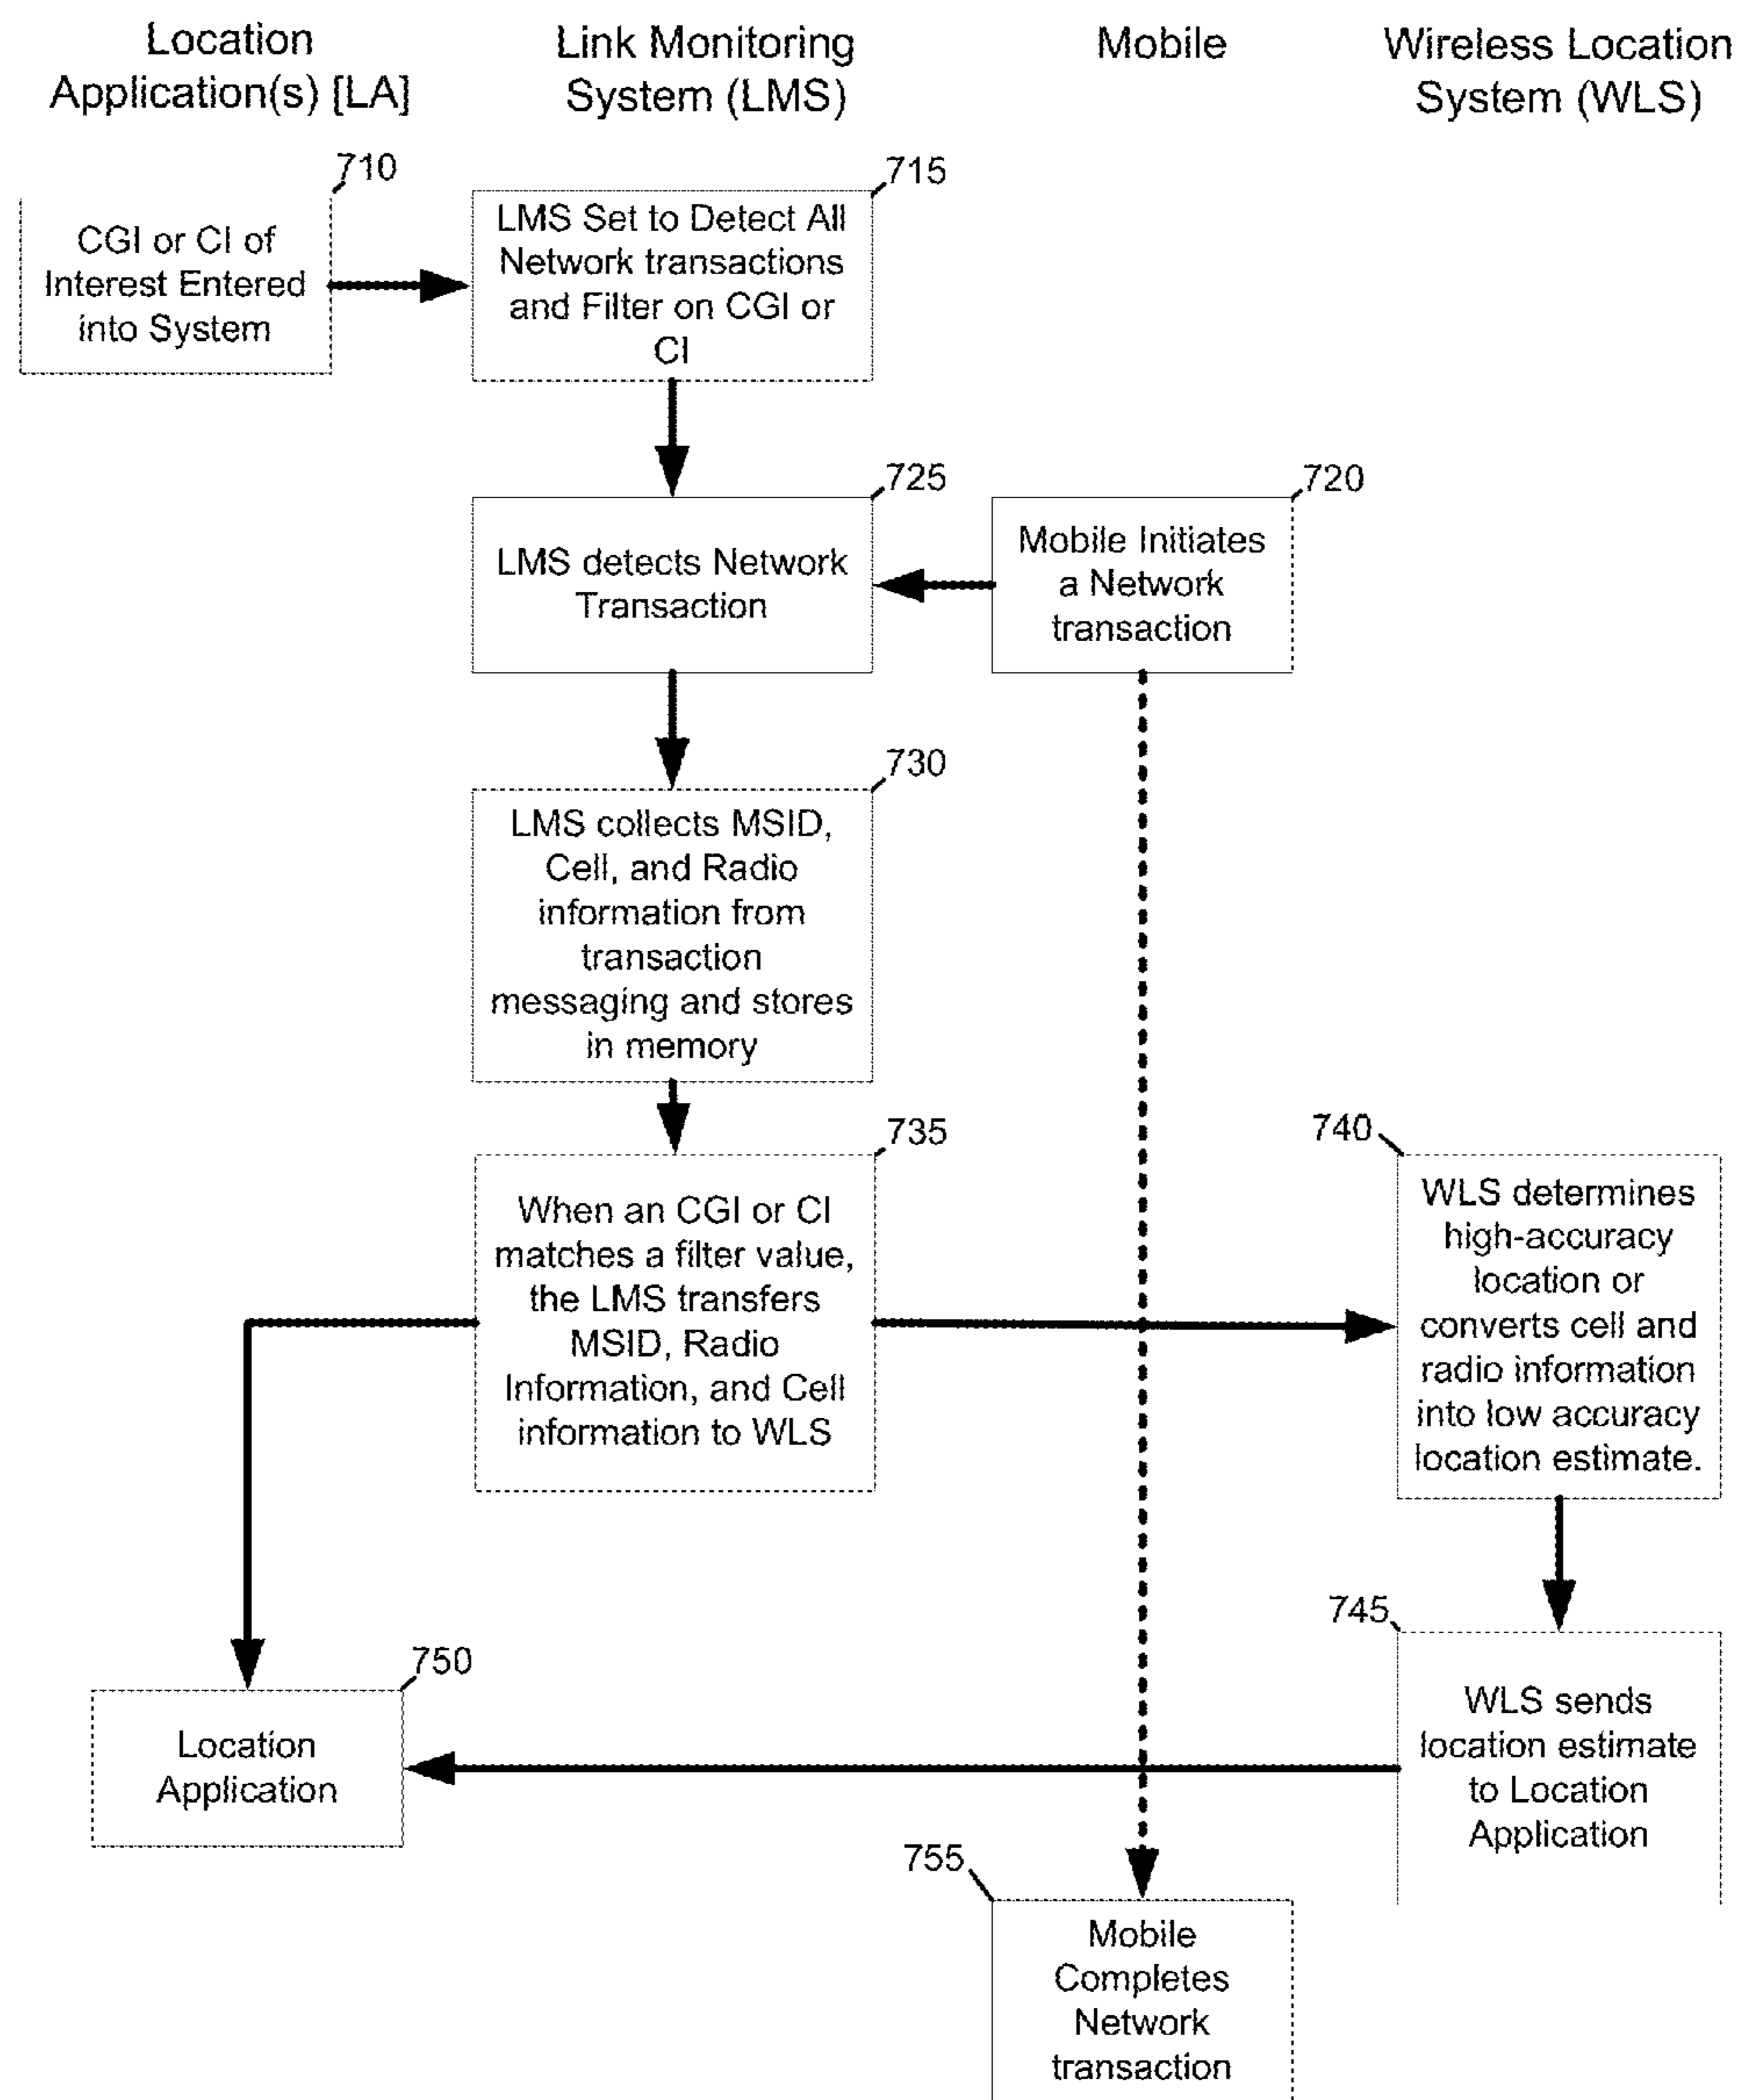 Location
Application(s) [LA]
Link Monitoring
System (LMS)
Mobile
Wireless Location
System (WLS)
710
CGI or CI of
Interest Entered
into System
715
LMS Set to Detect All
Network transactions
and Filter on CGI or
CI
725
LMS detects Network
Transaction
720
Mobile Initiates
a Network
transaction
730
LMS collects MSID,
Cell, and Radio
information from
transaction
messaging and stores
in memory
735
When an CGI or CI
matches a filter value,
the LMS transfers
MSID, Radio
Information, and Cell
information to WLS
740
WLS determines
high-accuracy
location or
converts cell and
radio information
into low accuracy
location estimate.
745
WLS sends
location estimate
to Location
Application
750
Location
Application
755
Mobile
Completes
Network
transaction